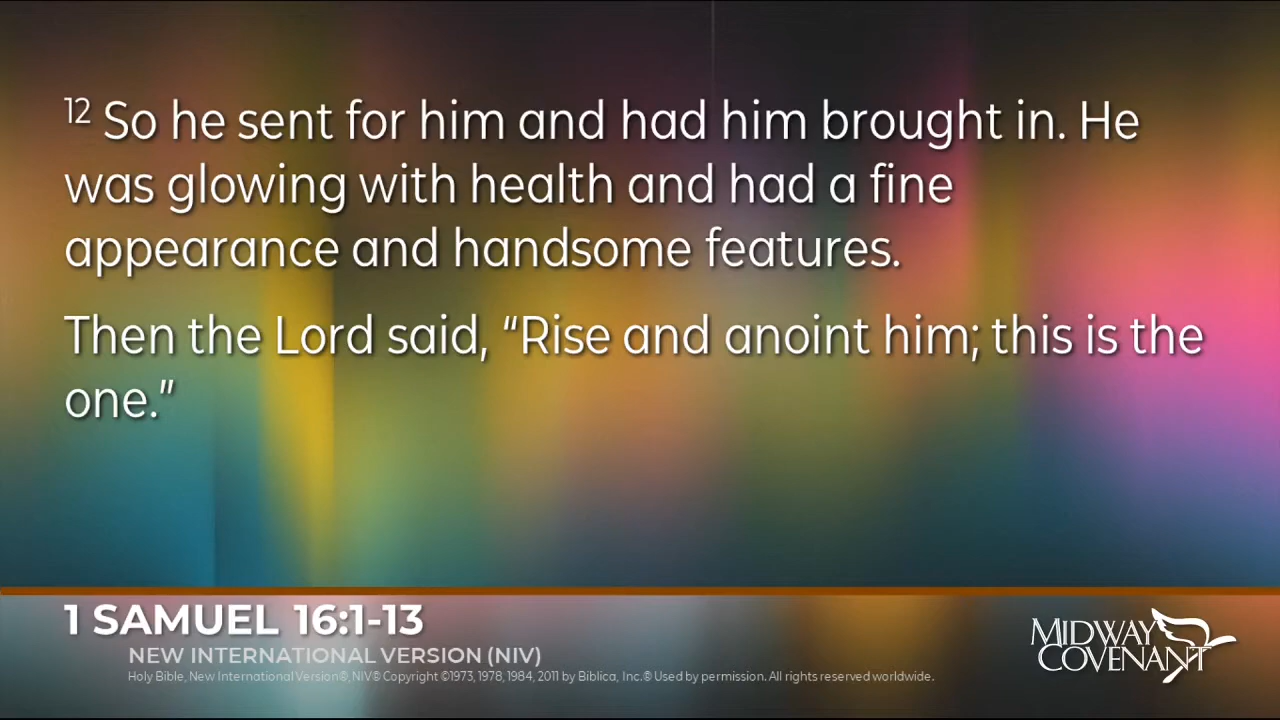 12 So he sent for him and had him brought in. He
was glowing with health and had a fine
appearance and handsome features.
Then the Lord said, “Rise and anoint him; this is the
one.”
1 SAMUEL 16:1-13
NEW INTERNATIONAL VERSION (NIV)
Holy Bible, New International Version®, NIV® Copyright ©1973, 1978, 1984, 2011 by Biblica, Inc.® Used by permission. All rights reserved worldwide.
MIDWAY
COVENANT